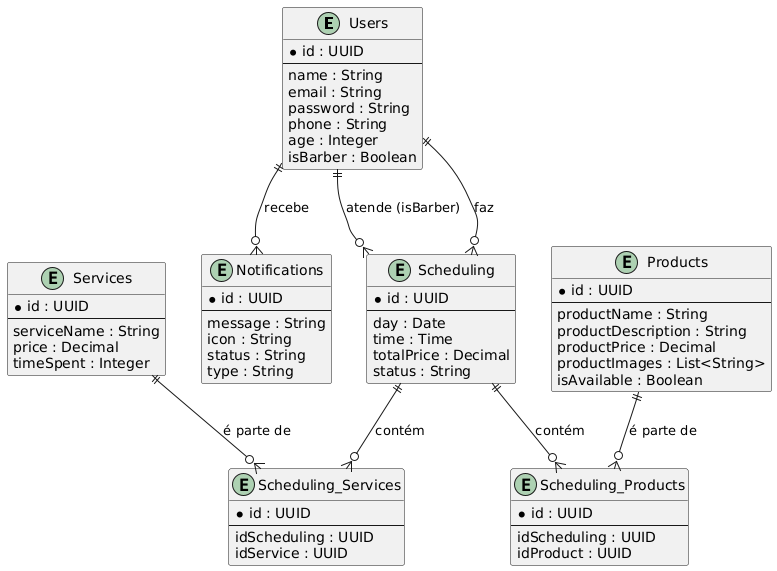 E Users
* id : UUID
name : String
email : String
password : String
phone : String
age : Integer
isBarber : Boolean
recebe
atende (isBarber)
faz
E Services
* id : UUID
serviceName : String
price : Decimal
timeSpent : Integer
E Notifications
* id : UUID
message : String
icon : String
status : String
type : String
E Scheduling
* id : UUID
day : Date
time : Time
totalPrice : Decimal
status : String
E Products
* id : UUID
productName : String
productDescription : String
productPrice : Decimal
productImages : List<String>
isAvailable : Boolean
é parte de
contém
contém
é parte de
E Scheduling_Services
* id : UUID
idScheduling : UUID
idService : UUID
E Scheduling_Products
* id : UUID
idScheduling : UUID
idProduct : UUID